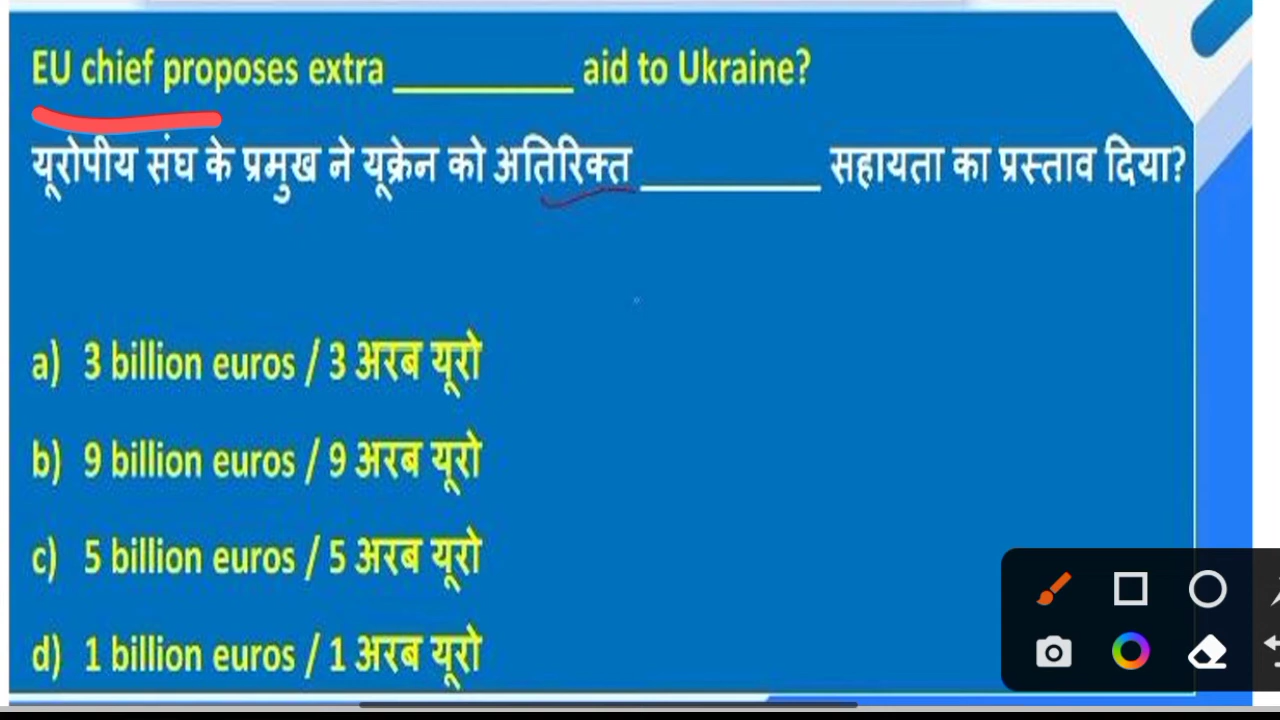 EU chief proposes extra __________ aid to Ukraine?
यूरोपीय संघ के प्रमुख ने यूक्रेन को अतिरिक्त __________ सहायता का प्रस्ताव दिया?
a) 3 billion euros / 3 अरब यूरो
b) 9 billion euros / 9 अरब यूरो
c) 5 billion euros / 5 अरब यूरो
d) 1 billion euros / 1 अरब यूरो